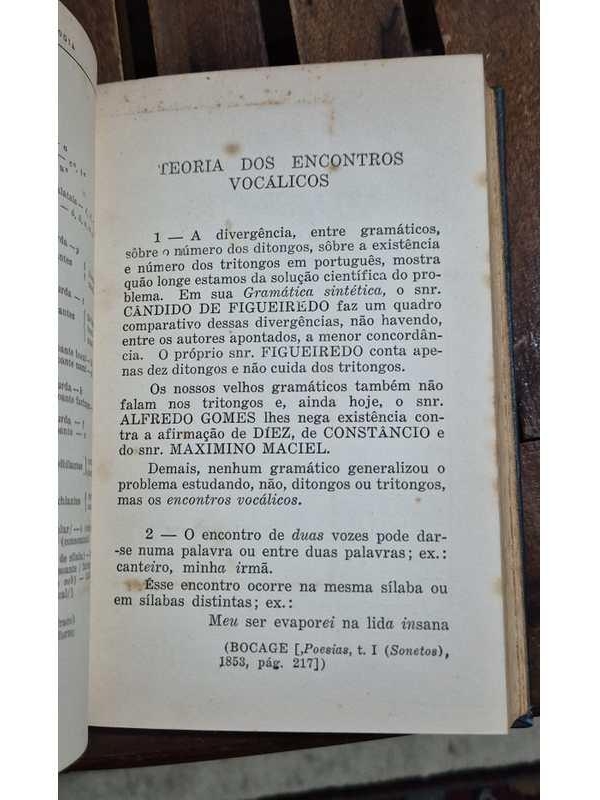 TEORIA DOS ENCONTROS
VOCÁLICOS
1 — A divergência, entre gramáticos,
sôbre o número dos ditongos, sôbre a existência
e número dos tritongos em português, mostra
quão longe estamos da solução científica do pro-
blema. Em sua Gramática sintética, o snr.
CÂNDIDO DE FIGUEIREDO faz um quadro
comparativo dessas divergências, não havendo,
entre os autores apontados, a menor concordân-
cia. O próprio snr. FIGUEIREDO conta ape-
nas dez ditongos e não cuida dos tritongos.
Os nossos velhos gramáticos também não
falam nos tritongos e, ainda hoje, o snr.
ALFREDO GOMES lhes nega existência con-
tra a afirmação de DÍEZ, de CONSTÂNCIO e
do snr. MAXIMINO MACIEL.
Demais, nenhum gramático generalizou o
problema estudando, não, ditongos ou tritongos,
mas os encontros vocálicos.
2 — O encontro de duas vozes pode dar-
-se numa palavra ou entre duas palavras; ex.:
canteiro, minha irmã.
Êsse encontro ocorre na mesma sílaba ou
em sílabas distintas; ex.:
Meu ser evaporei na lida insana
(BOCAGE [,Poesias, t. I (Sonetos),
1853, pág. 217])